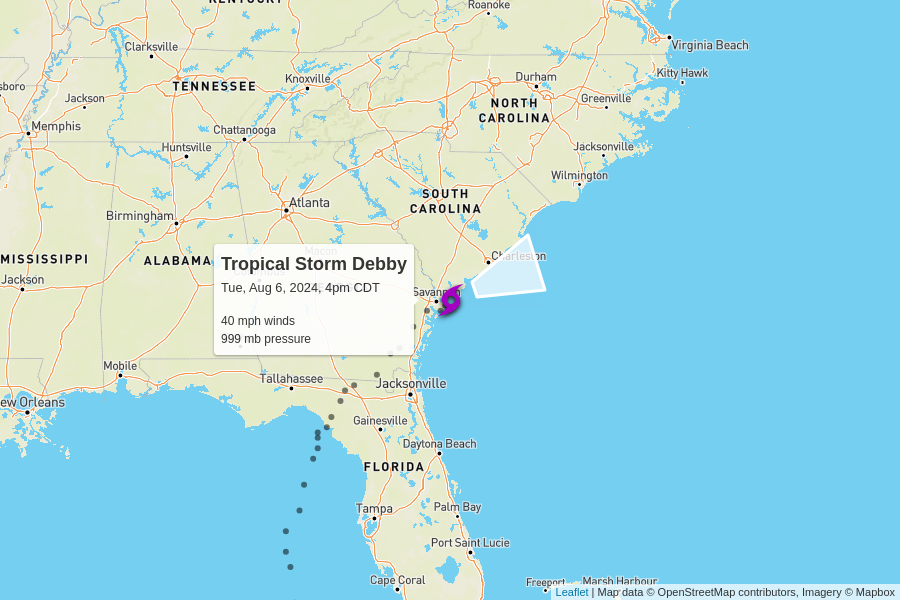 KENTUCKY
Roanoke
Clarksville
Virginia Beach
Kitty Hawk
sboro
Knoxville
Durham
TENNESSEE
Jackson
NORTH
CAROLINA
Greenville
Memphis
Chattanooga
Huntsville
Jacksonville
Wilmington
SOUTH
CAROLINA
Atlanta
Birmingham
MISSISSIPPI
ALABAMA
Macon
Charleston
Tropical Storm Debby
Tue, Aug 6, 2024, 4pm CDT
40 mph winds
999 mb pressure
Jackson
Savannah
Mobile
Tallahassee
Jacksonville
ew Orleans
Gainesville
Daytona Beach
FLORIDA
Tampa
Palm Bay
Port Saint Lucie
Cape Coral
Freeport
Marsh Harbour
Leaflet | Map data © OpenStreetMap contributors, Imagery © Mapbox